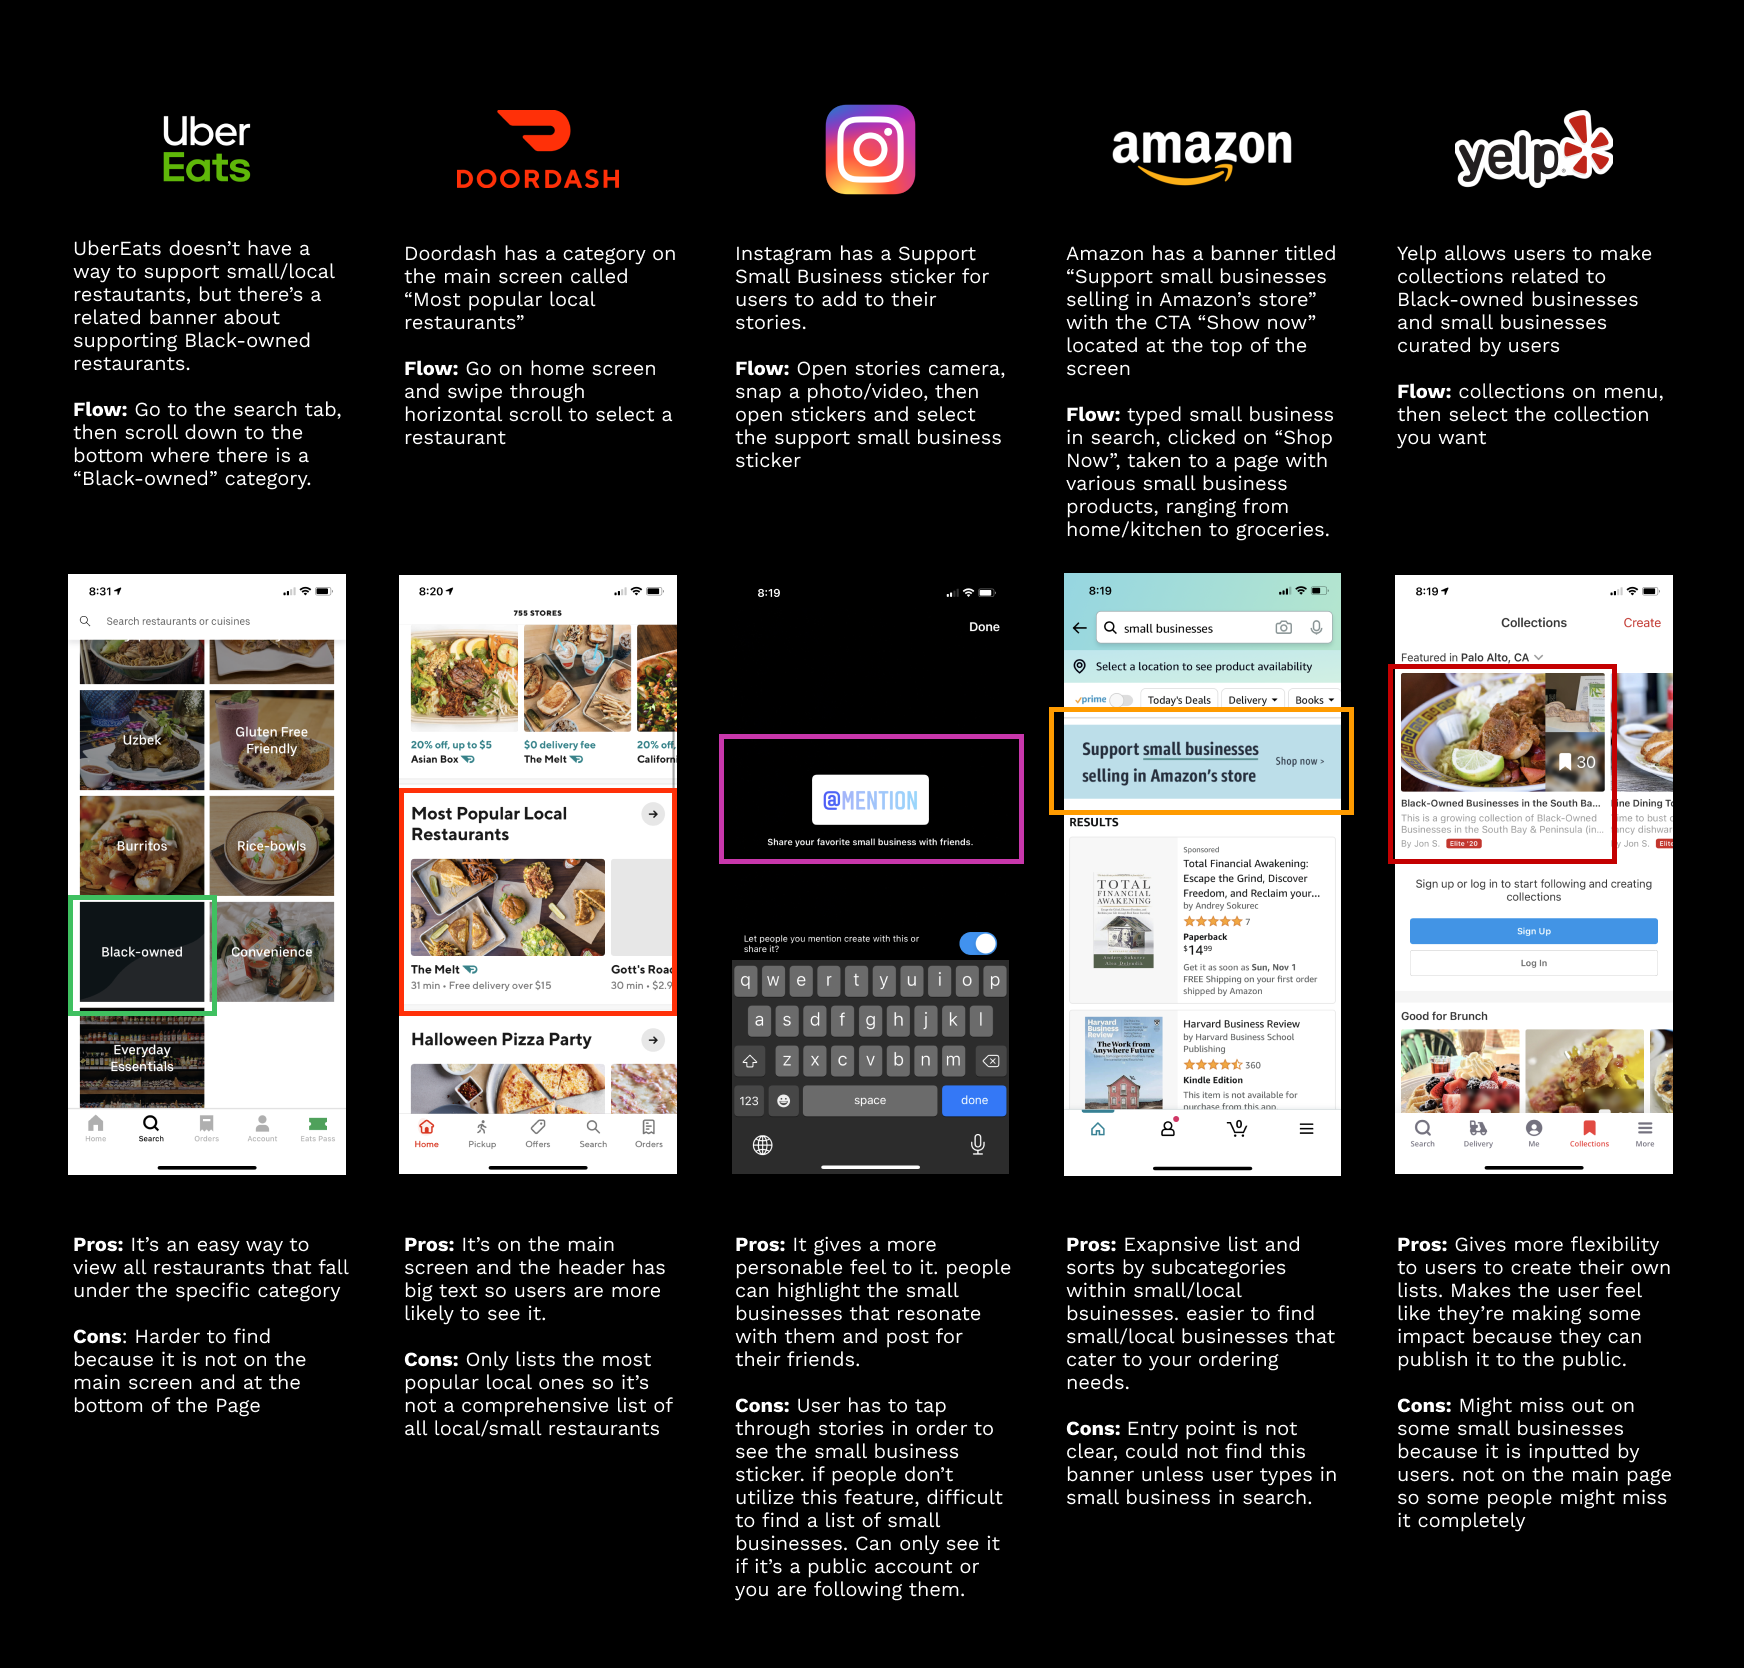 Uber
Eats
DOORDASH
amazon
yelp
UberEats doesn’t have a
way to support small/local
restautants, but there’s a
related banner about
supporting Black-owned
restaurants.
Flow: Go to the search tab,
then scroll down to the
bottom where there is a
“Black-owned” category.
Doordash has a category on
the main screen called
“Most popular local
restaurants”
Flow: Go on home screen
and swipe through
horizontal scroll to select a
restaurant
Instagram has a Support
Small Business sticker for
users to add to their
stories.
Flow: Open stories camera,
snap a photo/video, then
open stickers and select
the support small business
sticker
Amazon has a banner titled
“Support small businesses
selling in Amazon’s store”
with the CTA “Show now”
located at the top of the
screen
Flow: typed small business
in search, clicked on “Shop
Now”, taken to a page with
various small business
products, ranging from
home/kitchen to groceries.
Yelp allows users to make
collections related to
Black-owned businesses
and small businesses
curated by users
Flow: collections on menu,
then select the collection
you want
8:31
Search restaurants or cuisines
Uzbek
Gluten Free
Friendly
Burritos
Rice-bowls
Black-owned
Convenience
Everyday
Essentials
Home
Search
Orders
Account
Eats Pass
8:20
755 STORES
20% off, up to $5
Asian Box
$0 delivery fee
The Melt
20% off,
Californi
Most Popular Local
Restaurants
The Melt
31 min • Free delivery over $15
Gott's Road
30 min • $2.9
Halloween Pizza Party
Home
Pickup
Offers
Search
Orders
8:19
Done
@MENTION
Share your favorite small business with friends.
Let people you mention create with this or
share it?
q w e r t y u i o p
a s d f g h j k l
z x c v b n m
123
space
done
8:19
small businesses
Select a location to see product availability
prime
Today's Deals
Delivery
Books
Support small businesses
selling in Amazon's store
Shop now >
RESULTS
TOTAL
FINANCIAL
AWAKENING
Sponsored
Total Financial Awakening:
Escape the Grind, Discover
Freedom, and Reclaim your...
by Andrey Sokurec
7
Paperback
$14 99
Get it as soon as Sun, Nov 1
FREE Shipping on your first order
shipped by Amazon
Harvard
Business
Review
The Work from
Anywhere Future
Harvard Business Review
by Harvard Business School
Publishing
360
Kindle Edition
This item is not available for
purchase from this app.
0
8:19
Collections
Create
Featured in Palo Alto, CA
30
Black-Owned Businesses in the South Ba...
This is a growing collection of Black-Owned
Businesses in the South Bay & Peninsula (in...
By Jon S. Elite '20
ine Dining To
ime to bust o
ncy dishwar
y Jon S. Elite
Sign up or log in to start following and creating
collections
Sign Up
Log In
Good for Brunch
Search
Delivery
Me
Collections
More
Pros: It’s an easy way to
view all restaurants that fall
under the specific category
Cons: Harder to find
because it is not on the
main screen and at the
bottom of the Page
Pros: It’s on the main
screen and the header has
big text so users are more
likely to see it.
Cons: Only lists the most
popular local ones so it’s
not a comprehensive list of
all local/small restaurants
Pros: It gives a more
personable feel to it. people
can highlight the small
businesses that resonate
with them and post for
their friends.
Cons: User has to tap
through stories in order to
see the small business
sticker. if people don’t
utilize this feature, difficult
to find a list of small
businesses. Can only see it
if it’s a public account or
you are following them.
Pros: Exapnsive list and
sorts by subcategories
within small/local
bsuinesses. easier to find
small/local businesses that
cater to your ordering
needs.
Cons: Entry point is not
clear, could not find this
banner unless user types in
small business in search.
Pros: Gives more flexibility
to users to create their own
lists. Makes the user feel
like they’re making some
impact because they can
publish it to the public.
Cons: Might miss out on
some small businesses
because it is inputted by
users. not on the main page
so some people might miss
it completely